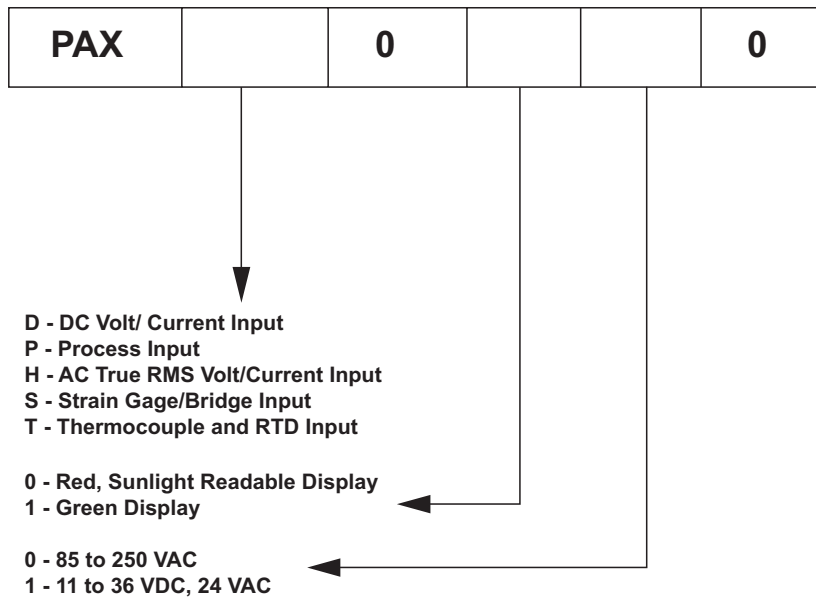 PAX 0 0
D - DC Volt/ Current Input
P - Process Input
H - AC True RMS Volt/Current Input
S - Strain Gage/Bridge Input
T - Thermocouple and RTD Input
0 - Red, Sunlight Readable Display
1 - Green Display
0 - 85 to 250 VAC
1 - 11 to 36 VDC, 24 VAC